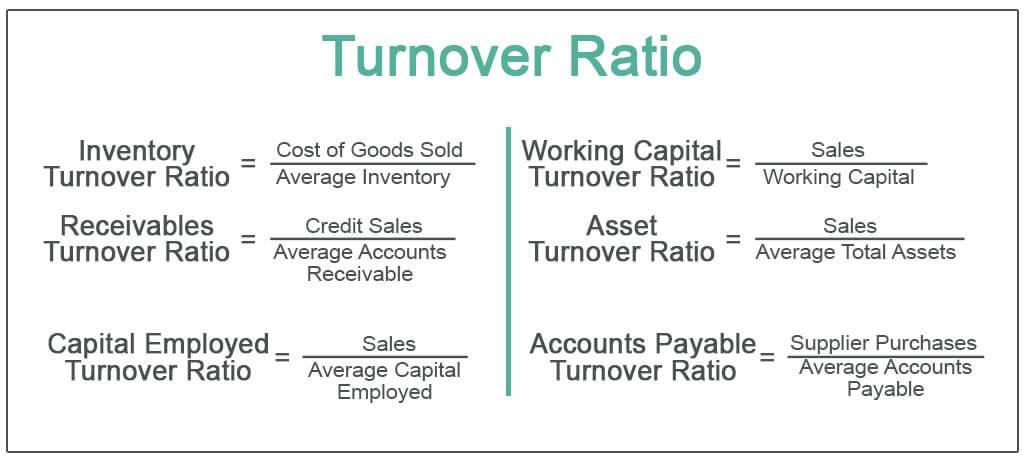 Turnover Ratio
Inventory
Turnover Ratio
=
Cost of Goods Sold
Average Inventory
Receivables
Turnover Ratio
=
Credit Sales
Average Accounts
Receivable
Capital Employed
Turnover Ratio
=
Sales
Average Capital
Employed
Working Capital
Turnover Ratio
=
Sales
Working Capital
Asset
Turnover Ratio
=
Sales
Average Total Assets
Accounts Payable
Turnover Ratio
=
Supplier Purchases
Average Accounts
Payable